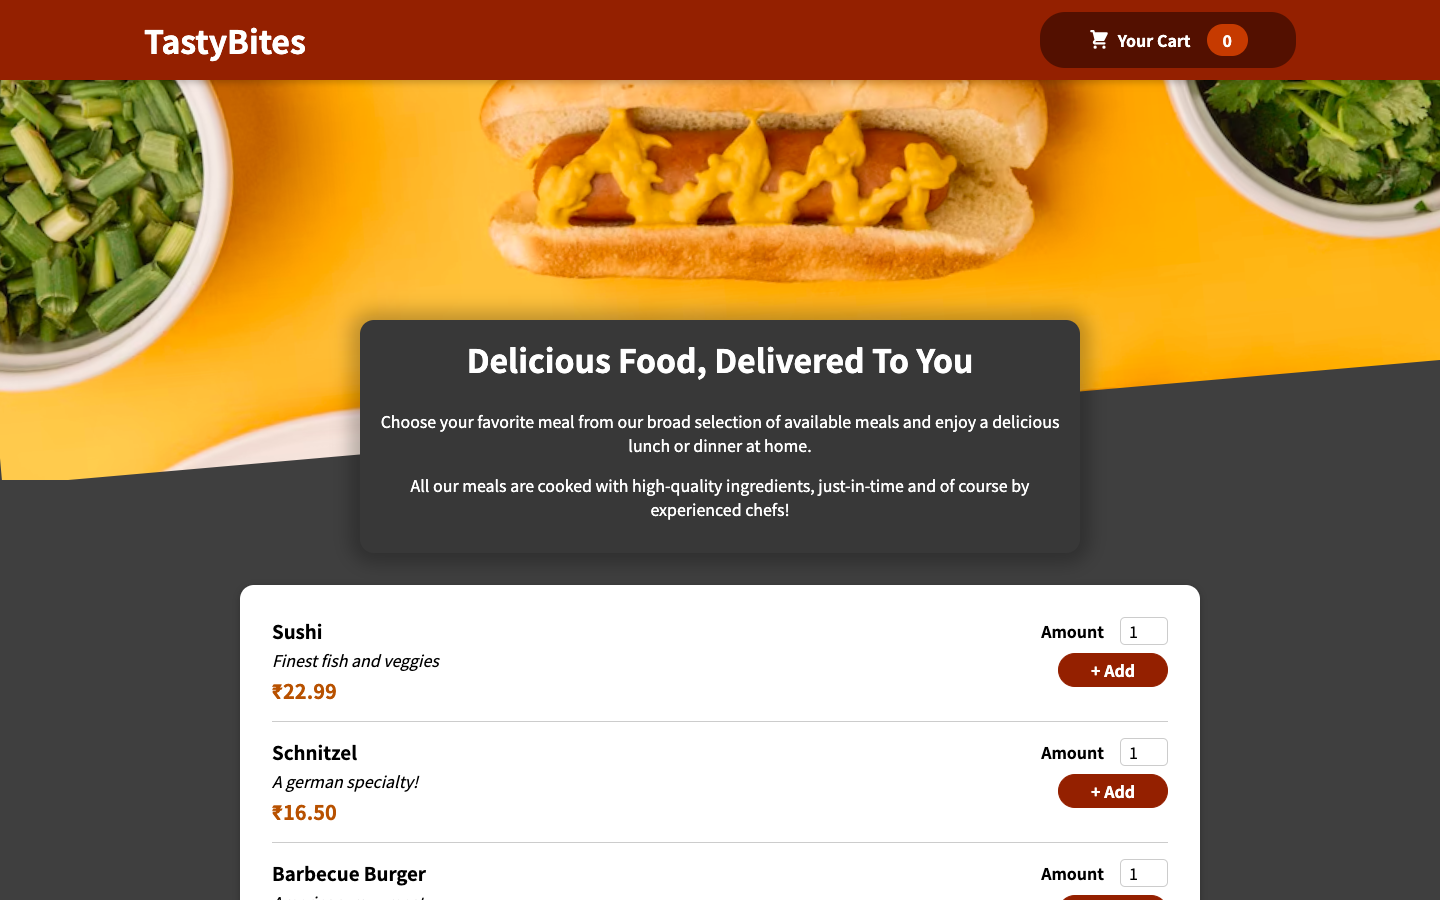 TastyBites
Your Cart 0
Delicious Food, Delivered To You
Choose your favorite meal from our broad selection of available meals and enjoy a delicious
lunch or dinner at home.
All our meals are cooked with high-quality ingredients, just-in-time and of course by
experienced chefs!
Sushi
Amount 1
Finest fish and veggies
+ Add
₹22.99
Schnitzel
Amount 1
A german specialty!
+ Add
₹16.50
Barbecue Burger
Amount 1